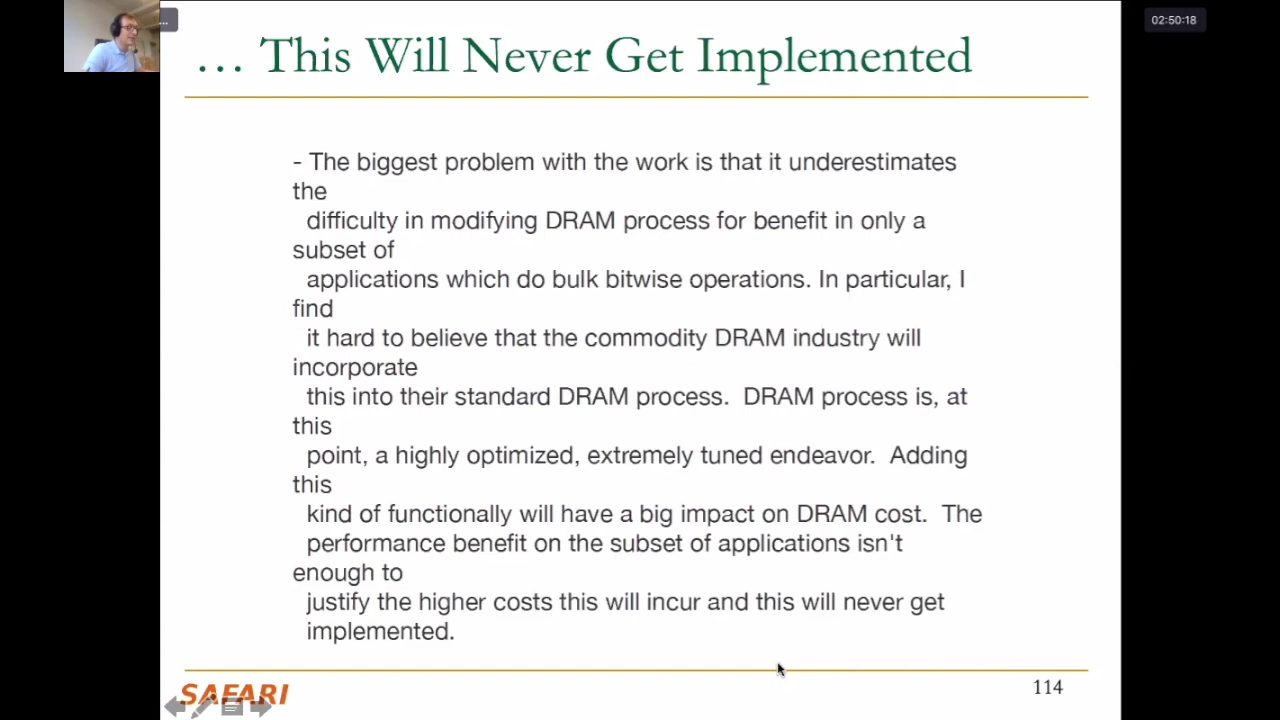 ...
02:50:18
… This Will Never Get Implemented
- The biggest problem with the work is that it underestimates
the
difficulty in modifying DRAM process for benefit in only a
subset of
applications which do bulk bitwise operations. In particular, I
find
it hard to believe that the commodity DRAM industry will
incorporate
this into their standard DRAM process.  DRAM process is, at
this
point, a highly optimized, extremely tuned endeavor.  Adding
this
kind of functionally will have a big impact on DRAM cost.  The
performance benefit on the subset of applications isn't
enough to
justify the higher costs this will incur and this will never get
implemented.
SAFARI
114